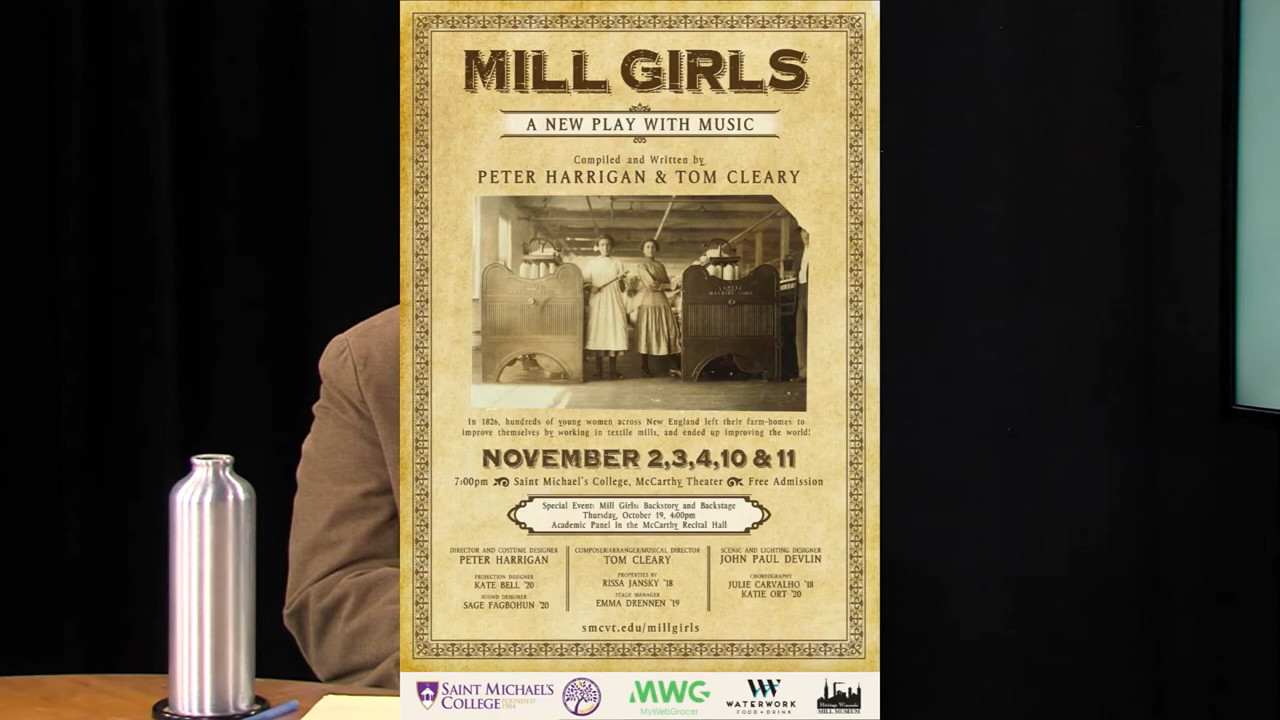 MILL GIRLS
A NEW PLAY WITH MUSIC
Compiled and Written by
PETER HARRIGAN & TOM CLEARY
In 1826, hundreds of young women across New England left their farm-homes to
improve themselves by working in textile mills, and ended up improving the world!
NOVEMBER 2,3,4,10 & 11
7:00pm Saint Michael's College, McCarthy Theater Free Admission
Special Event: Mill Girls: Backstory and Backstage
Thursday, October 19, 4:00pm
Academic Panel in the McCarthy Recital Hall
DIRECTOR AND COSTUME DESIGNER
PETER HARRIGAN
PROJECTION DESIGNER
KATE BELL '20
SOUND DESIGNER
SAGE FAGBOHUN '20
COMPOSER/ARRANGER/MUSICAL DIRECTOR
TOM CLEARY
PROPERTIES BY
RISSA JANSKY '18
STAGE MANAGER
EMMA DRENNEN '19
SCENIC AND LIGHTING DESIGNER
JOHN PAUL DEVLIN
CHOREOGRAPHY
JULIE CARVALHO '18
KATIE ORT '20
smcvt.edu/millgirls
SAINT MICHAEL'S
COLLEGE FOUNDED
1904
MWG
MyWebGrocer
WATERWORK
FOOD + DRINK
Heritage Winooski
MILL MUSEUM